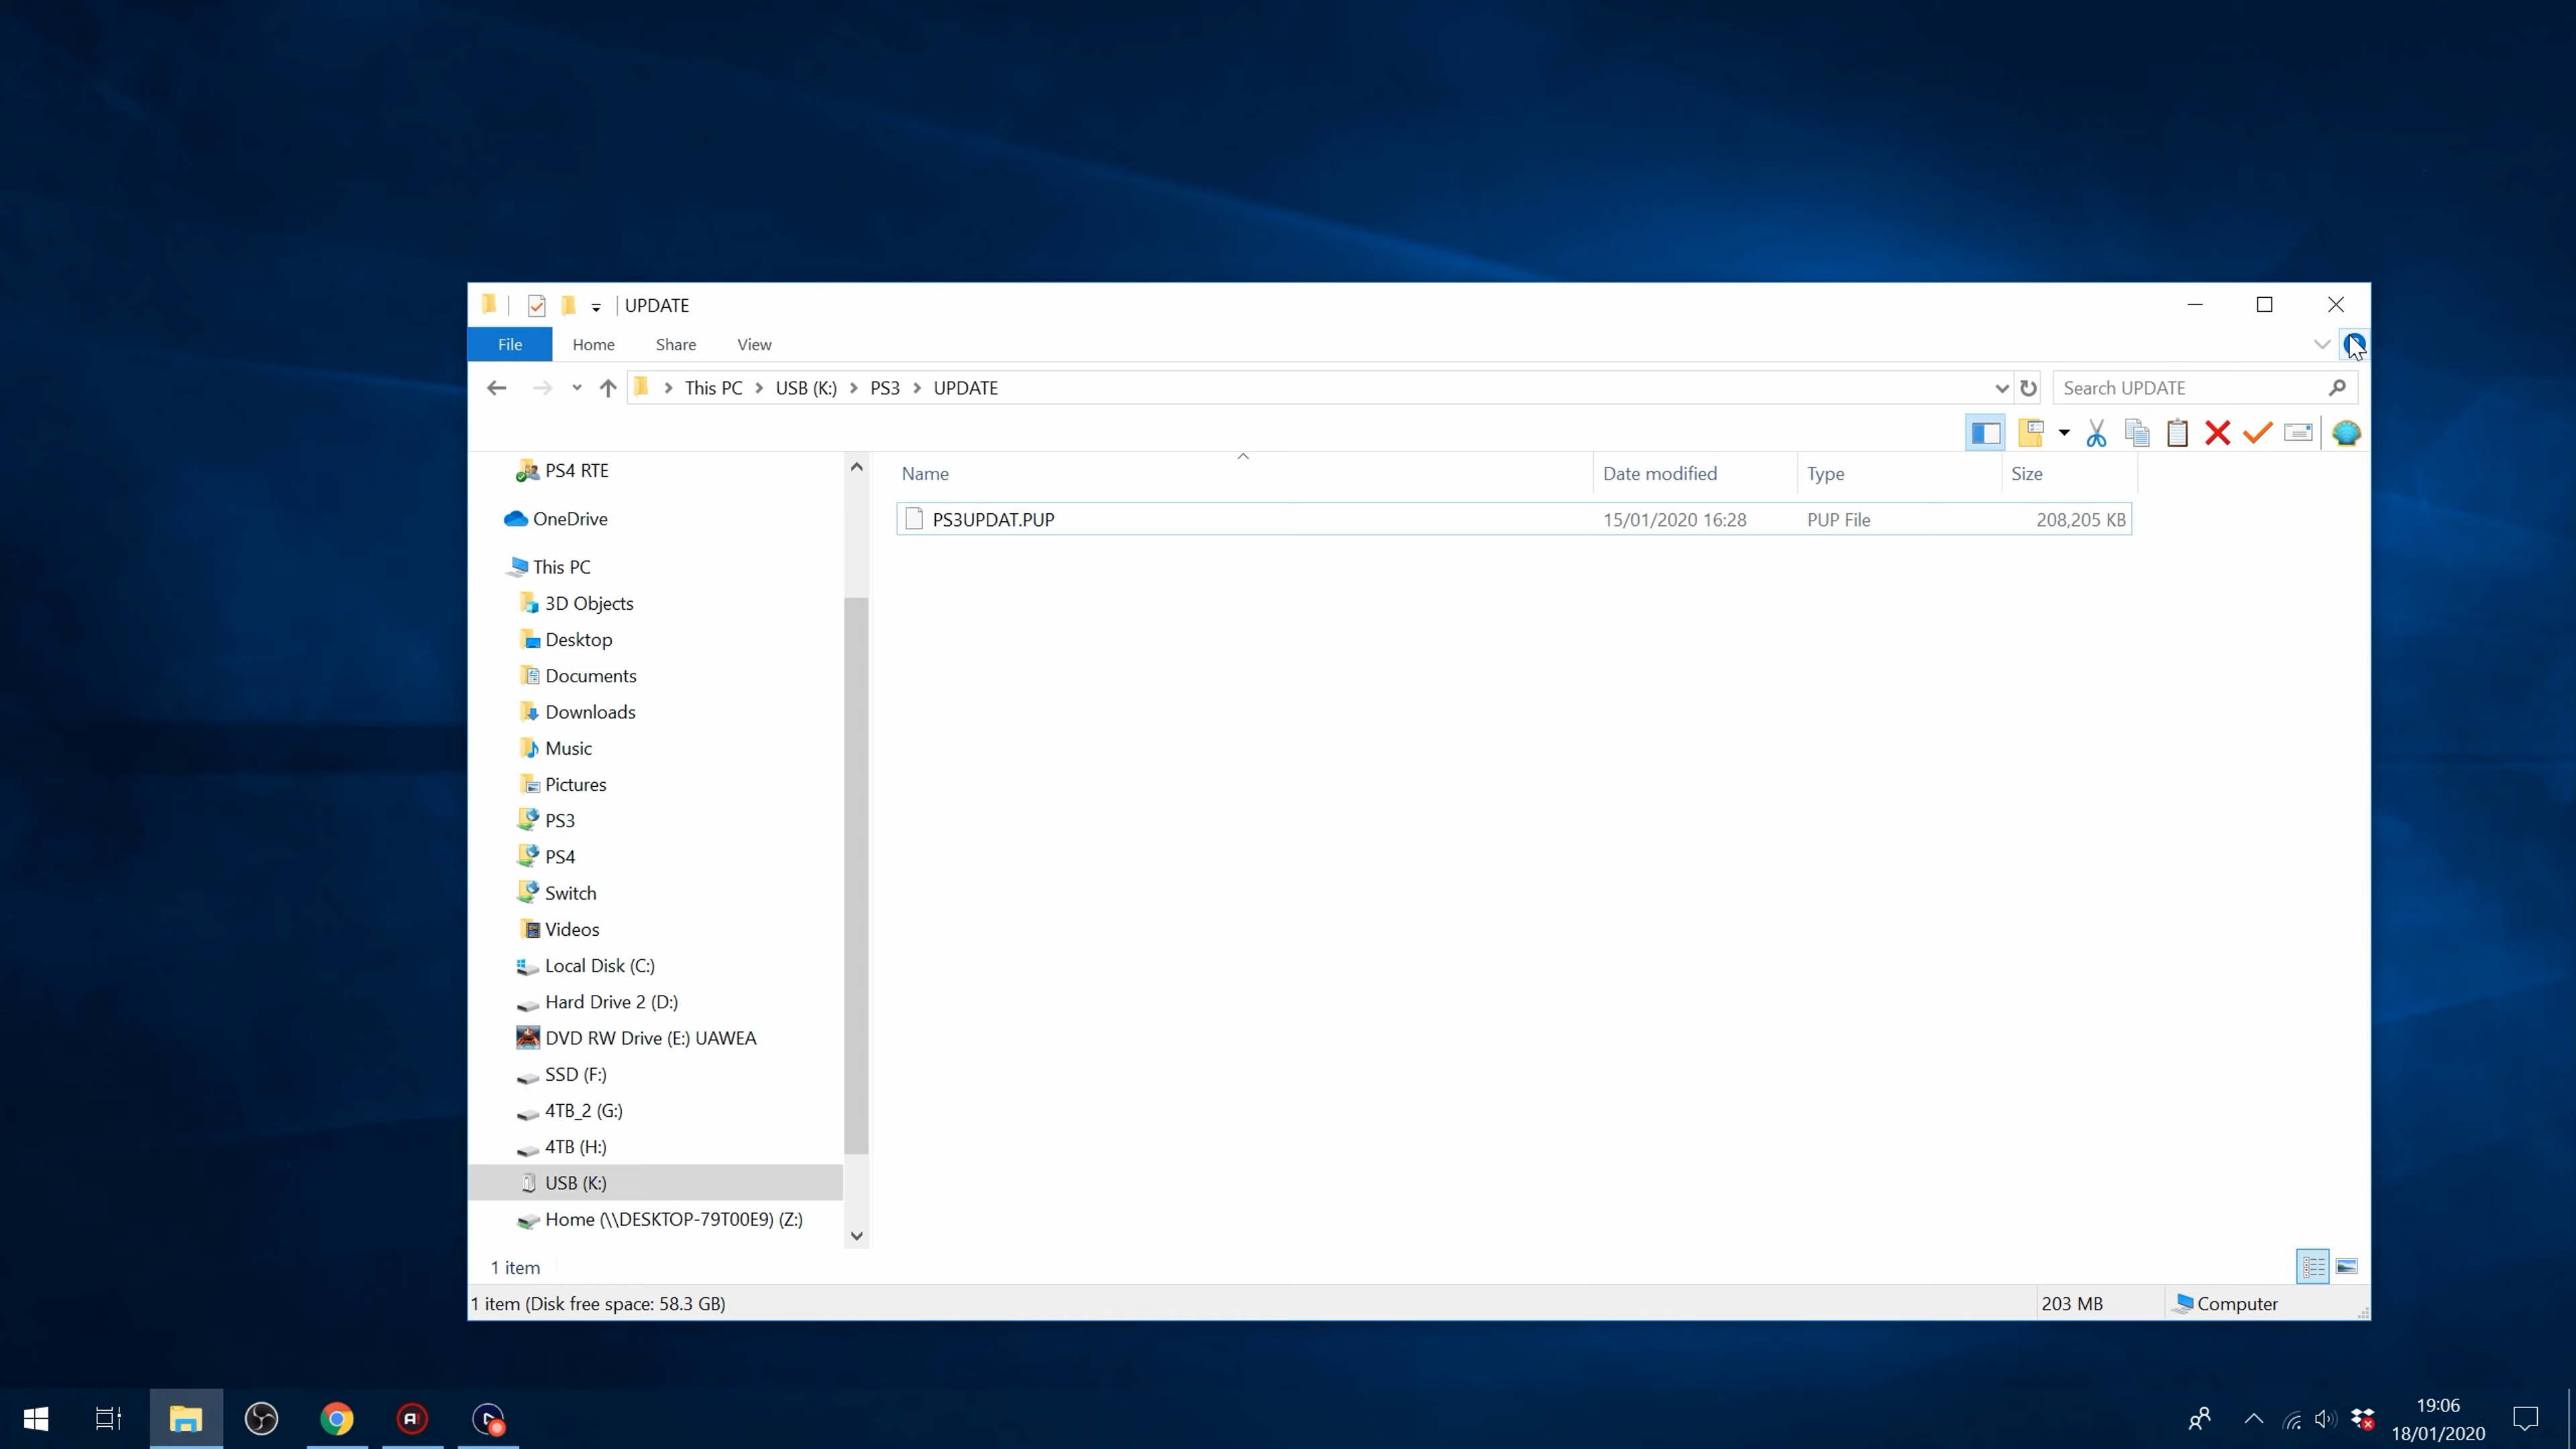 UPDATE
File Home Share View
This PC USB (K:) PS3 UPDATE
Search UPDATE
Name Date modified Type Size
PS3UPDAT.PUP 15/01/2020 16:28 PUP File 208,205 KB
PS4 RTE
OneDrive
This PC
3D Objects
Desktop
Documents
Downloads
Music
Pictures
PS3
PS4
Switch
Videos
Local Disk (C:)
Hard Drive 2 (D:)
DVD RW Drive (E:) UAWEA
SSD (F:)
4TB_2 (G:)
4TB (H:)
USB (K:)
Home (\\DESKTOP-79T00E9) (Z:)
1 item
1 item (Disk free space: 58.3 GB) 203 MB Computer
19:06
18/01/2020